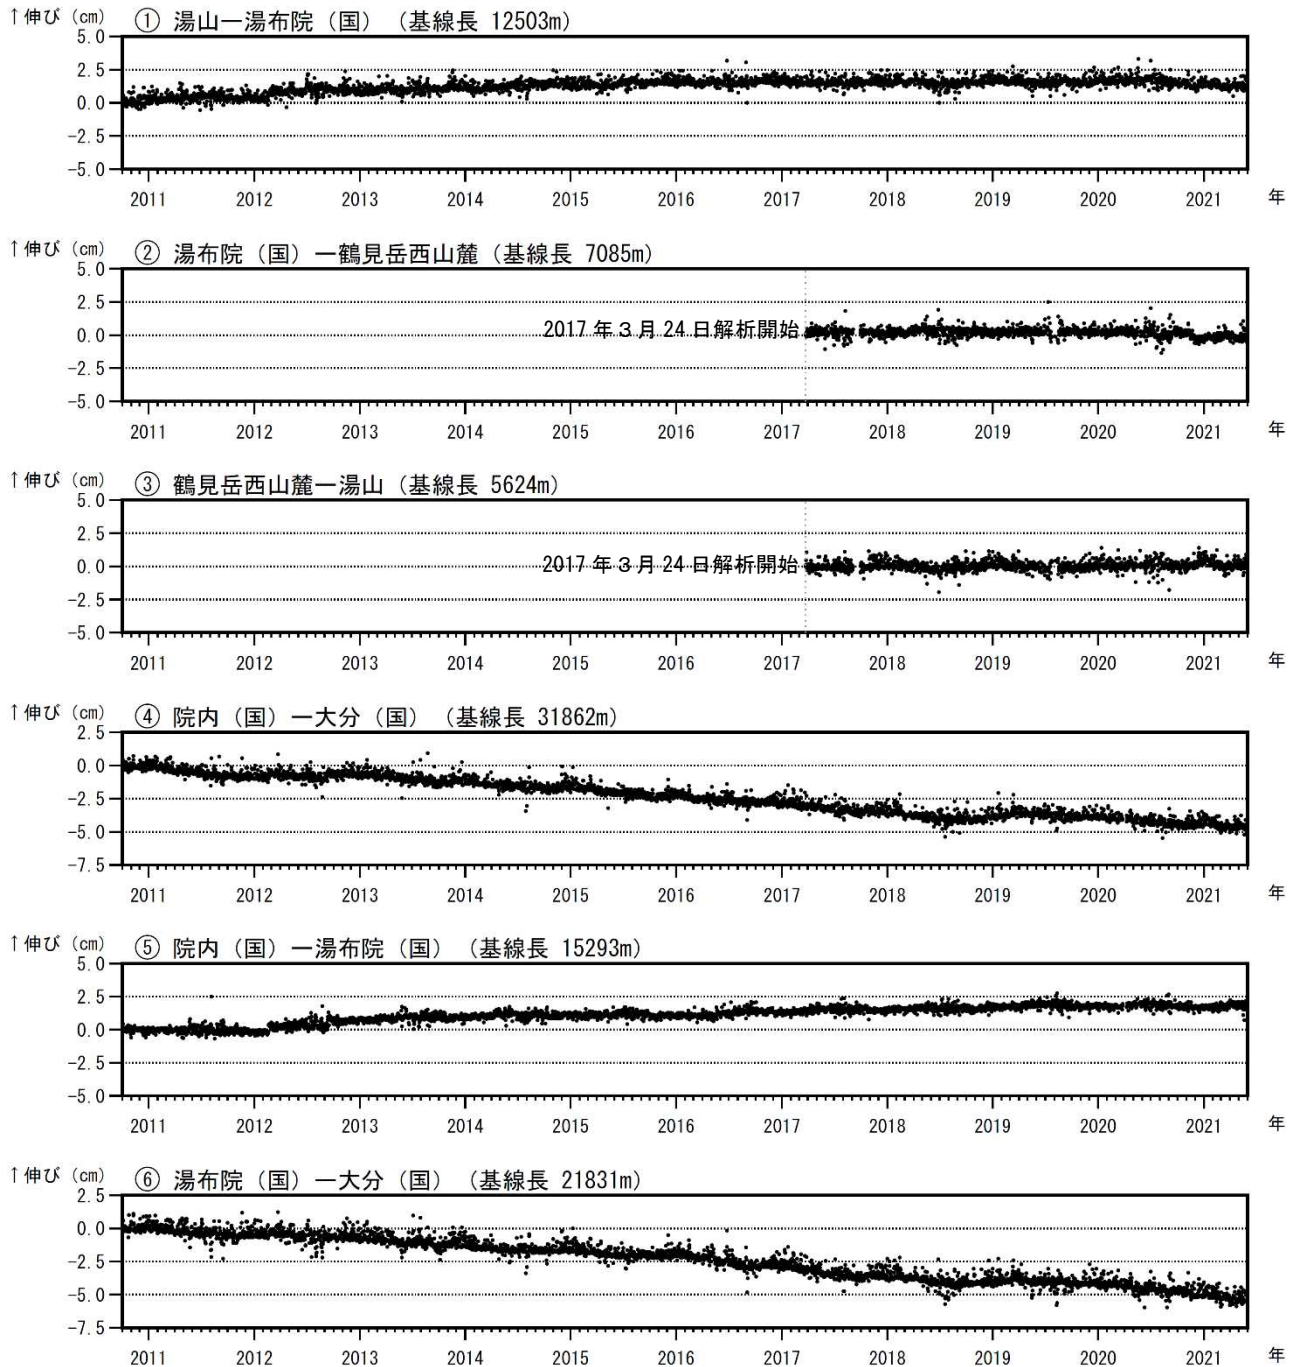 ↑伸び (cm) ① 湯山ー湯布院（国）（基線長 12503m）
5.0
2.5
0.0
-2.5
-5.0
2011 2012 2013 2014 2015 2016 2017 2018 2019 2020 2021 年
↑伸び (cm) ② 湯布院（国）ー鶴見岳西山麓（基線長 7085m）
5.0
2.5
2017年3月24日解析開始
0.0
-2.5
-5.0
2011 2012 2013 2014 2015 2016 2017 2018 2019 2020 2021 年
↑伸び (cm) ③ 鶴見岳西山麓ー湯山（基線長 5624m）
5.0
2.5
2017年3月24日解析開始
0.0
-2.5
-5.0
2011 2012 2013 2014 2015 2016 2017 2018 2019 2020 2021 年
↑伸び (cm) ④ 院内（国）ー大分（国）（基線長 31862m）
2.5
0.0
-2.5
-5.0
-7.5
2011 2012 2013 2014 2015 2016 2017 2018 2019 2020 2021 年
↑伸び (cm) ⑤ 院内（国）ー湯布院（国）（基線長 15293m）
5.0
2.5
0.0
-2.5
-5.0
2011 2012 2013 2014 2015 2016 2017 2018 2019 2020 2021 年
↑伸び (cm) ⑥ 湯布院（国）ー大分（国）（基線長 21831m）
2.5
0.0
-2.5
-5.0
-7.5
2011 2012 2013 2014 2015 2016 2017 2018 2019 2020 2021 年